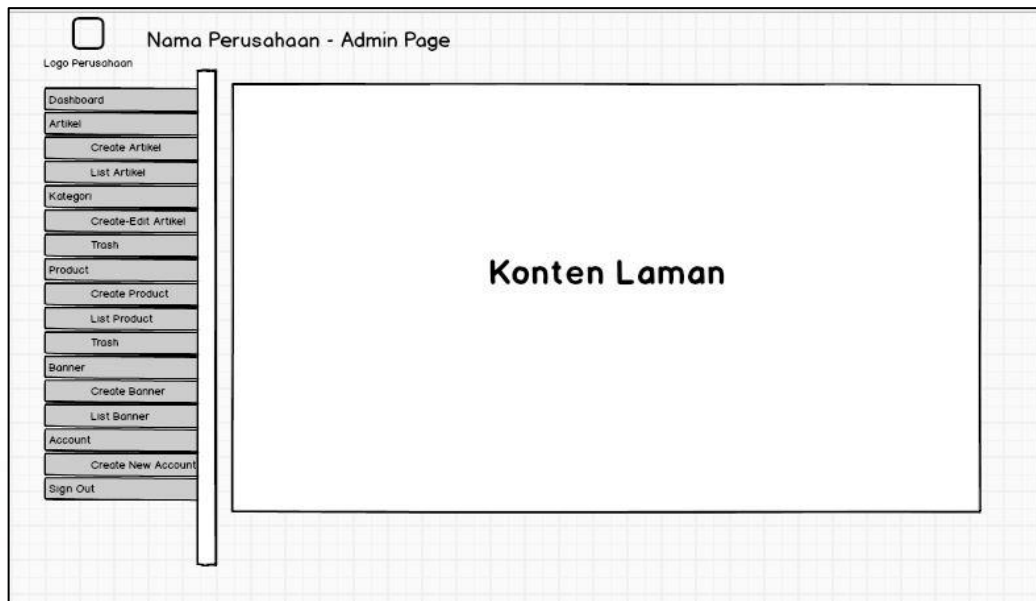 Nama Perusahaan - Admin Page
Logo Perusahaan
Dashboard
Artikel
Create Artikel
List Artikel
Kategori
Create-Edit Artikel
Trash
Product
Create Product
List Product
Trash
Banner
Create Banner
List Banner
Account
Create New Account
Sign Out
Konten Laman